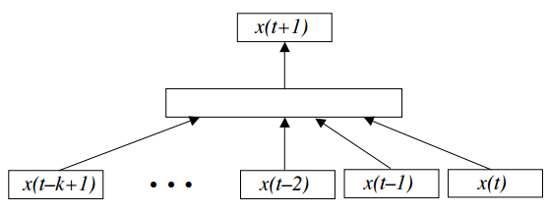 x(t+1)
x(t–k+1) • • • x(t–2) x(t–1) x(t)